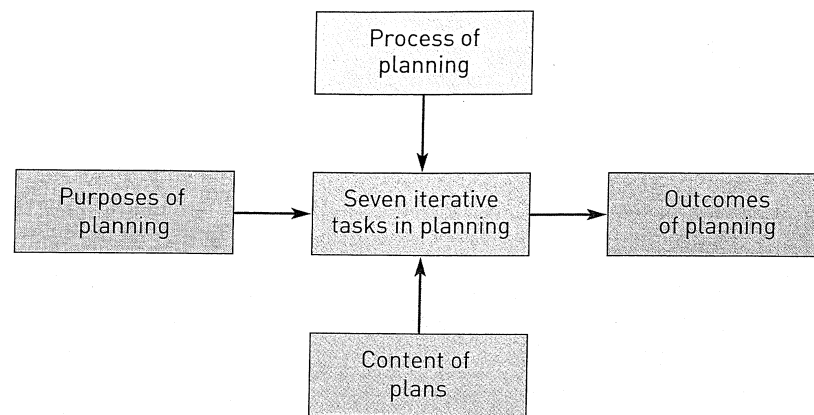 Process of
planning
Purposes of
planning
Seven iterative
tasks in planning
Outcomes
of planning
Content of
plans